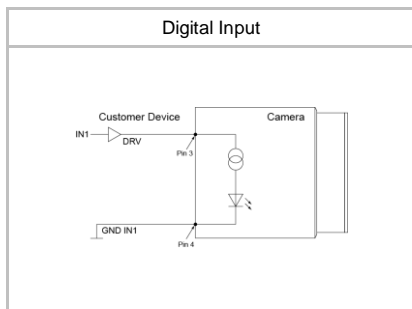 Digital Input
Customer Device
Camera
IN1
DRV
Pin 3
GND IN1
Pin 4